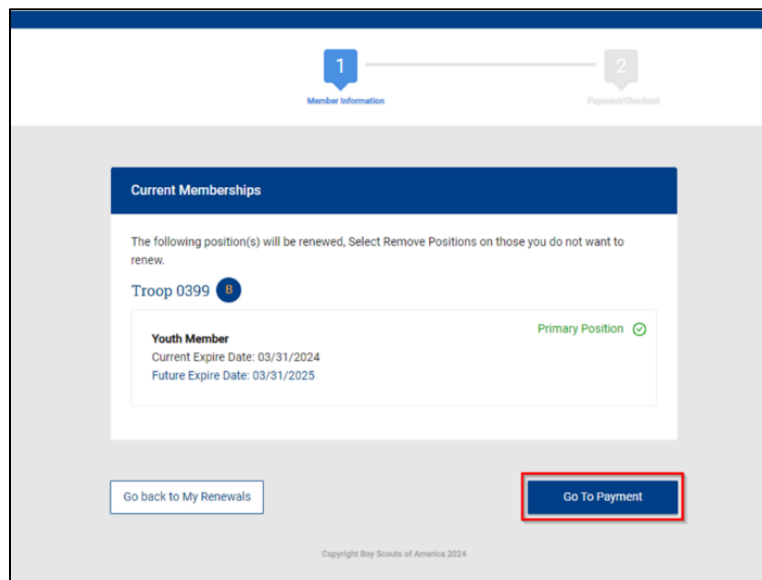 1
2
Member Information
Payment/Checkout
Current Memberships
The following position(s) will be renewed, Select Remove Positions on those you do not want to
renew.
Troop 0399 B
Youth Member
Primary Position
Current Expire Date: 03/31/2024
Future Expire Date: 03/31/2025
Go back to My Renewals
Go To Payment
Copyright Boy Scouts of America 2024